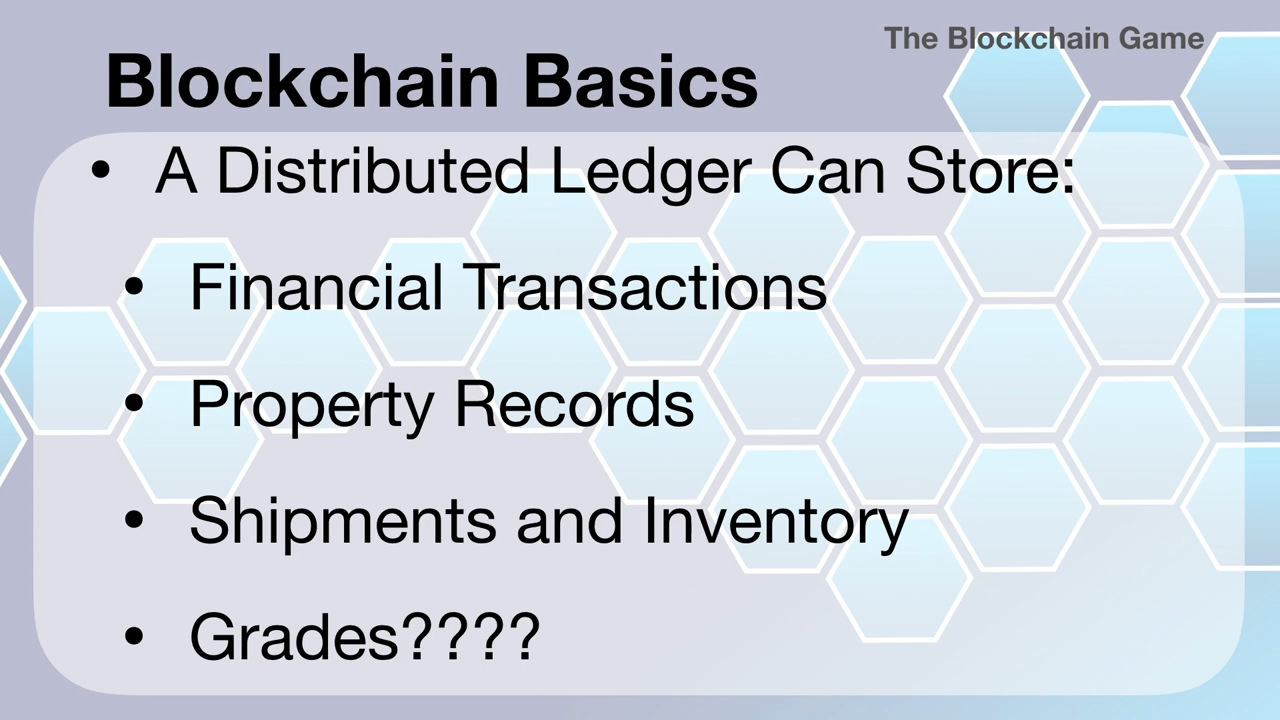 The Blockchain Game
Blockchain Basics
• A Distributed Ledger Can Store:
• Financial Transactions
• Property Records
• Shipments and Inventory
• Grades????